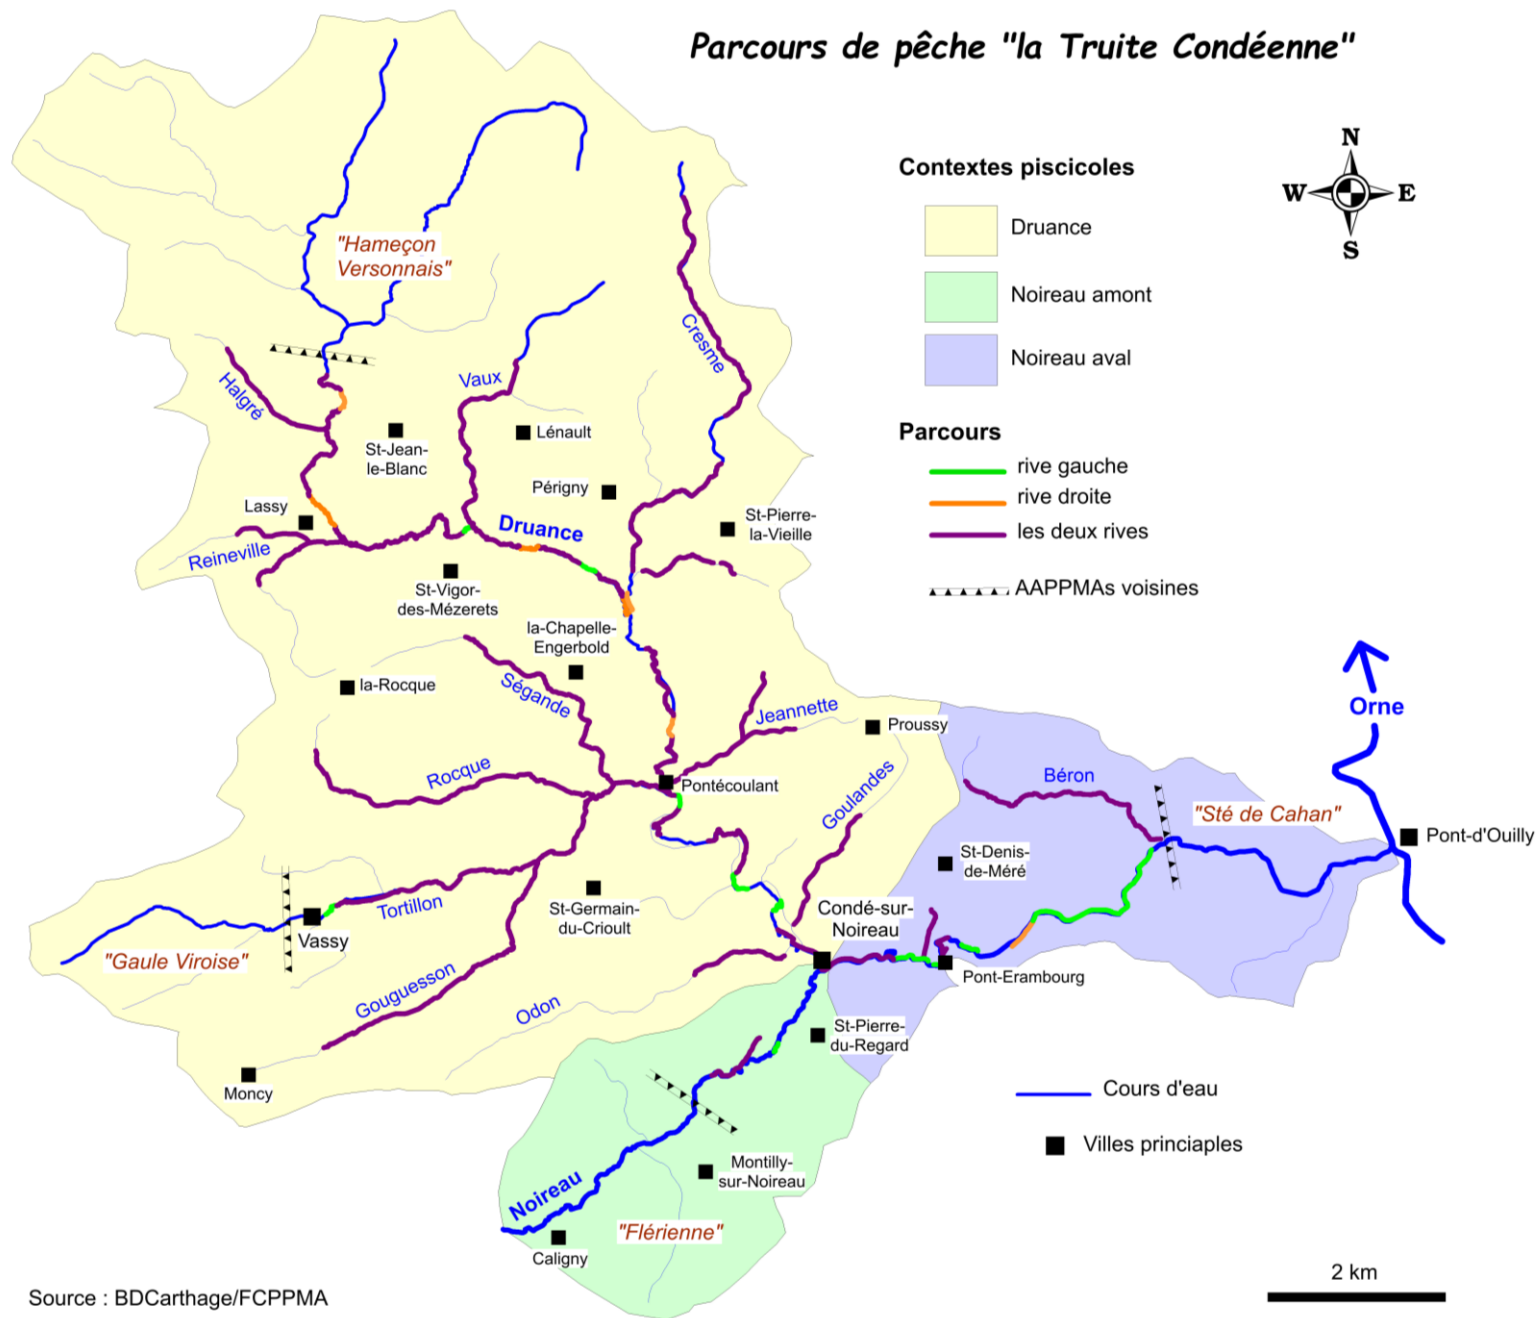 Parcours de pêche "la Truite Condéenne"
N
W
E
S
Contextes piscicoles
Druance
Noireau amont
Noireau aval
Parcours
rive gauche
rive droite
les deux rives
AAPPMAs voisines
"Hameçon
Versonnais"
Cresme
Halgré
Vaux
St-Jean-
le-Blanc
Lénault
Périgny
Lassy
Druance
St-Pierre-
la-Vieille
Reineville
St-Vigor-
des-Mézerets
la-Chapelle-
Engerbold
la-Rocque
Ségande
Jeannette
Proussy
Orne
Rocque
Pontécoulant
Goulandes
Béron
"Sté de Cahan"
Pont-d'Ouilly
St-Denis-
de-Méré
Tortillon
St-Germain-
du-Crioult
Condé-sur-
Noireau
Vassy
"Gaule Viroise"
Gouguesson
Odon
Pont-Erambourg
St-Pierre-
du-Regard
Moncy
Cours d'eau
Villes princiaples
Montilly-
sur-Noireau
Noireau
"Flérienne"
Caligny
2 km
Source : BDCarthage/FCPPMA